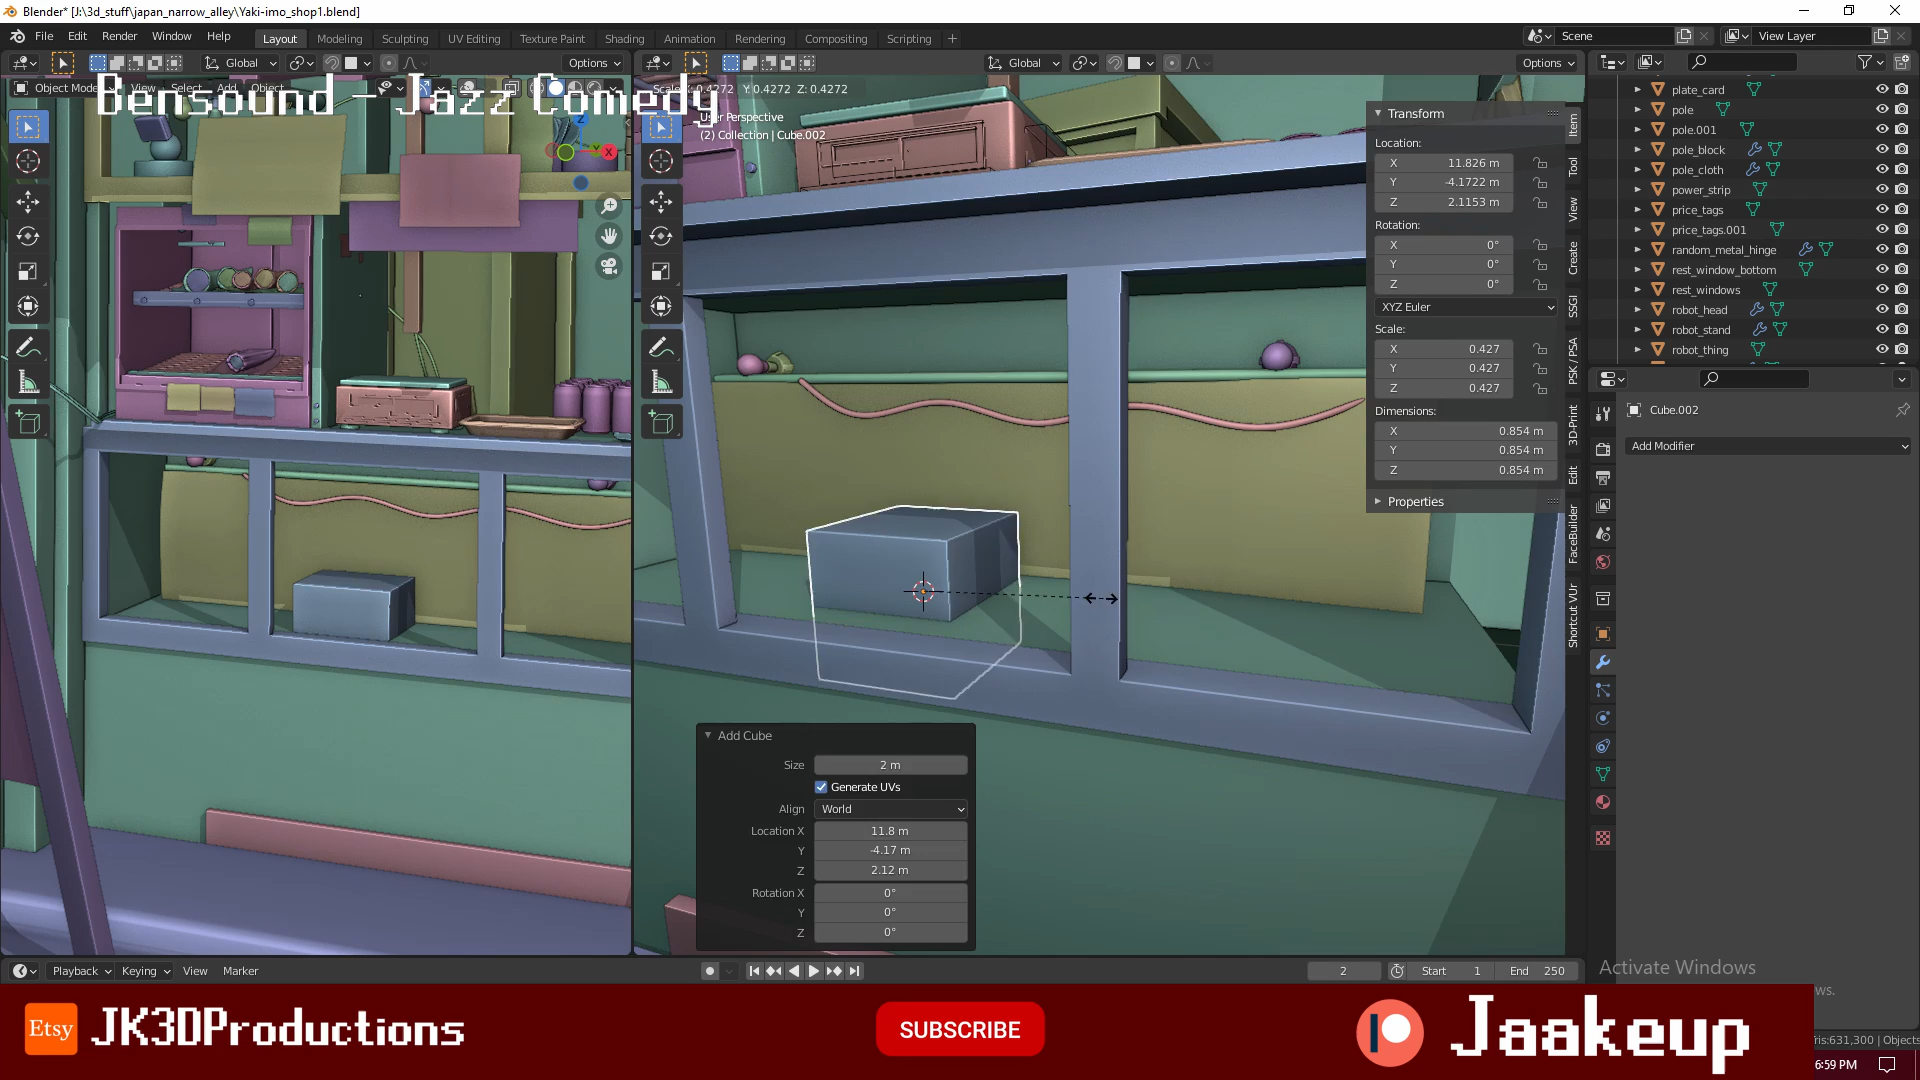 Blender* [J:\3d_stuff\japan_narrow_alley\Yaki-imo_shop1.blend]
File Edit Render Window Help Layout Modeling Sculpting UV Editing Texture Paint Shading Animation Rendering Compositing Scripting + Scene View Layer
Global Options Global Options
Object Mode View Select Add Object
Bensound - Jazz Comedy
0.4272 Y: 0.4272 Z: 0.4272
User Perspective
(2) Collection | Cube.002
Transform
Location:
X 11.826 m
Y -4.1722 m
Z 2.1153 m
Rotation:
X 0°
Y 0°
Z 0°
XYZ Euler
Scale:
X 0.427
Y 0.427
Z 0.427
Dimensions:
X 0.854 m
Y 0.854 m
Z 0.854 m
Properties
Item
Tool
View
Create
SSGI
PSK / PSA
3D-Print
Edit
FaceBuilder
Shortcut VUr
plate_card
pole
pole.001
pole_block
pole_cloth
power_strip
price_tags
price_tags.001
random_metal_hinge
rest_window_bottom
rest_windows
robot_head
robot_stand
robot_thing
Cube.002
Add Modifier
Add Cube
Size 2 m
Generate UVs
Align World
Location X 11.8 m
Y -4.17 m
Z 2.12 m
Rotation X 0°
Y 0°
Z 0°
Playback Keying View Marker 2 Start 1 End 250
Activate Windows
ws.
Etsy JK3DProductions
SUBSCRIBE
Jaakeup
ris:631,300 | Objects
6:59 PM